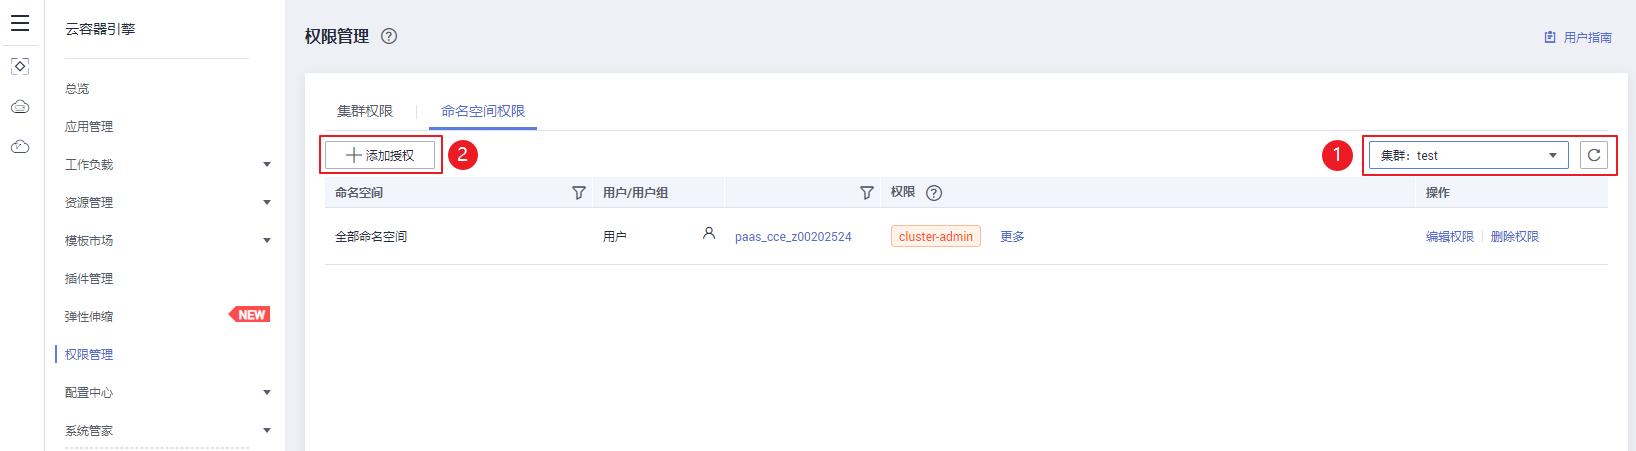 云容器引擎
总览
应用管理
工作负载
资源管理
模板市场
插件管理
弹性伸缩 NEW
权限管理
配置中心
系统管家
权限管理 ?
用户指南
集群权限 命名空间权限
添加授权 2 1 集群：test
命名空间 用户/用户组 权限 ? 操作
全部命名空间 用户 paas_cce_z00202524 cluster-admin 更多 编辑权限 删除权限